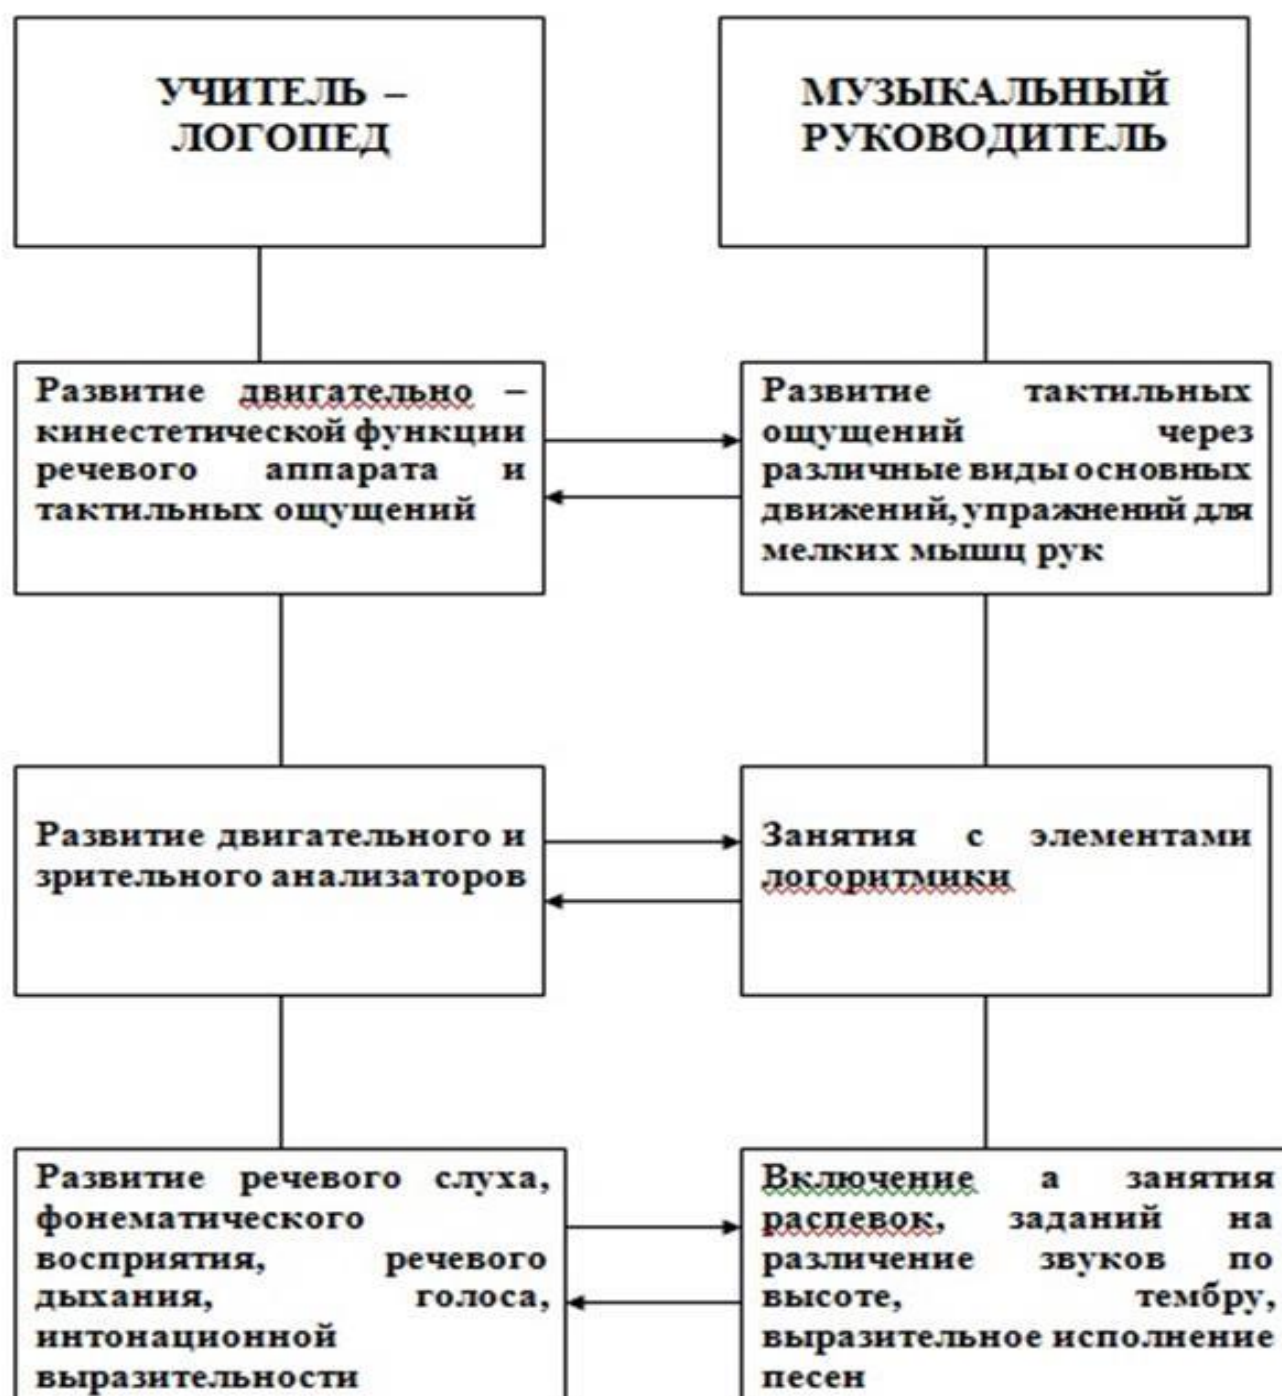 УЧИТЕЛЬ –
ЛОГОПЕД
МУЗЫКАЛЬНЫЙ
РУКОВОДИТЕЛЬ
Развитие двигательно –
кинестетической функции
речевого аппарата и
тактильных ощущений
Развитие тактильных
ощущений через
различные виды основных
движений, упражнений для
мелких мышц рук
Развитие двигательного и
зрительного анализаторов
Занятия с элементами
логоритмики
Развитие речевого слуха,
фонематического
восприятия, речевого
дыхания, голоса,
интонационной
выразительности
Включение а занятия
распевок, заданий на
различение звуков по
высоте, тембру,
выразительное исполнение
песен